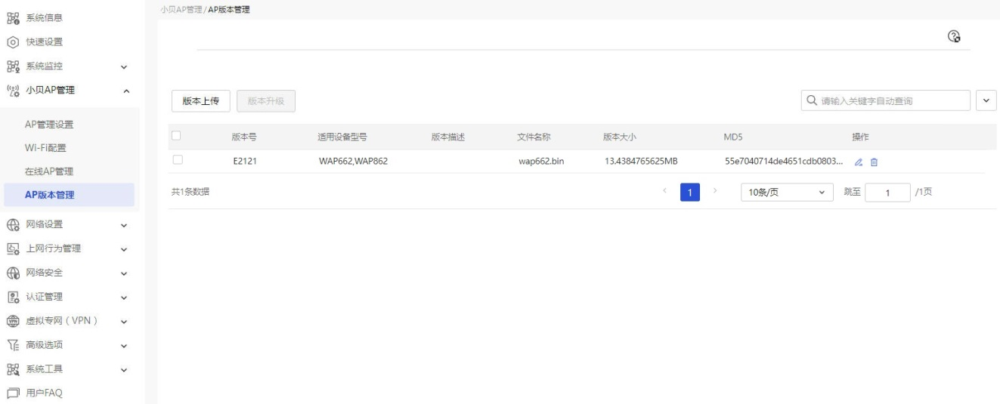 小贝AP管理/AP版本管理
系统信息
快速设置
系统监控
小贝AP管理
AP管理设置
Wi-Fi配置
在线AP管理
AP版本管理
网络设置
上网行为管理
网络安全
认证管理
虚拟专网（VPN）
高级选项
系统工具
用户FAQ
版本上传 版本升级 请输入关键字自动查询
版本号 适用设备型号 版本描述 文件名称 版本大小 MD5 操作
E2121 WAP662,WAP862 wap662.bin 13.4384765625MB 55e7040714de4651cdb0803...
共1条数据 < 1 > 10条/页 跳至 1 /1页